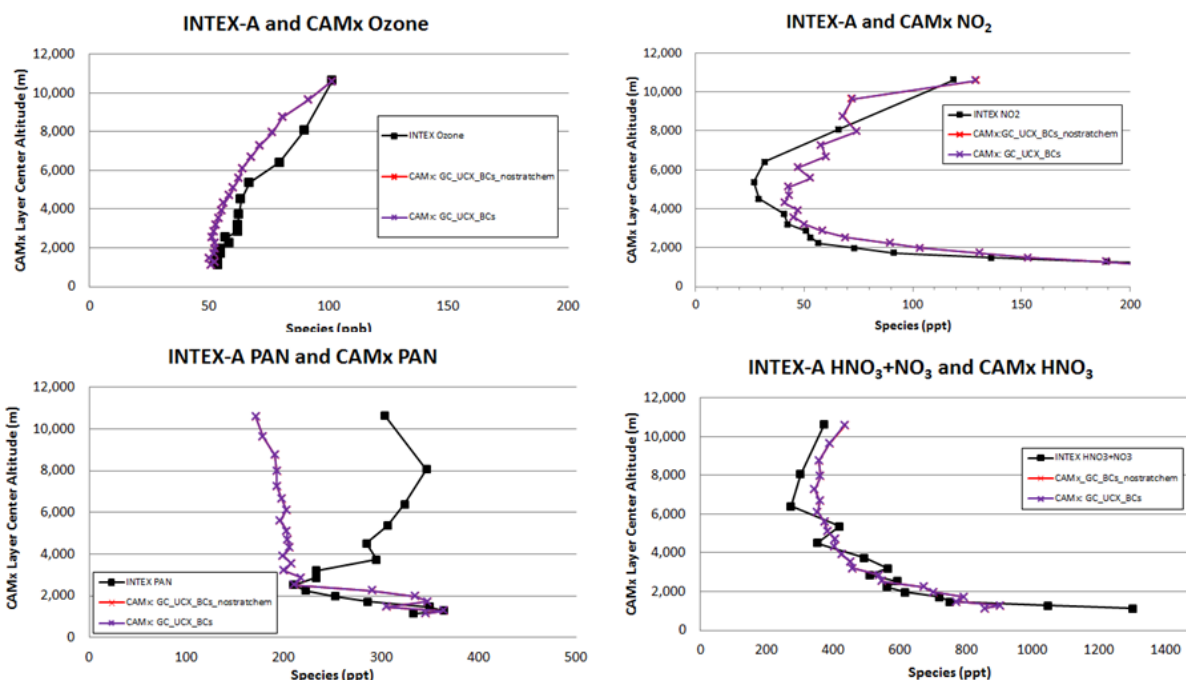 INTEX-A and CAMx Ozone
CAMx Layer Center Altitude (m)
12,000
10,000
8,000
6,000
4,000
2,000
0
0 50 100 150 200
Species (ppb)
INTEX Ozone
CAMx: GC_UCX_BCs_nostratchem
CAMx: GC_UCX_BCs
INTEX-A and CAMx NO₂
CAMx Layer Center Altitude (m)
12,000
10,000
8,000
6,000
4,000
2,000
0
0 50 100 150 200
Species (ppt)
INTEX NO2
CAMx:GC_UCX_BCs_nostratchem
CAMx: GC_UCX_BCs
INTEX-A PAN and CAMx PAN
CAMx Layer Center Altitude (m)
12,000
10,000
8,000
6,000
4,000
2,000
0
0 100 200 300 400 500
Species (ppt)
INTEX PAN
CAMx: GC_UCX_BCs_nostratchem
CAMx: GC_UCX_BCs
INTEX-A HNO₃+NO₃ and CAMx HNO₃
CAMx Layer Center Altitude (m)
12,000
10,000
8,000
6,000
4,000
2,000
0
0 200 400 600 800 1000 1200 1400
Species (ppt)
INTEX HNO3+NO3
CAMx_GC_BCs_nostratchem
CAMx: GC_UCX_BCs